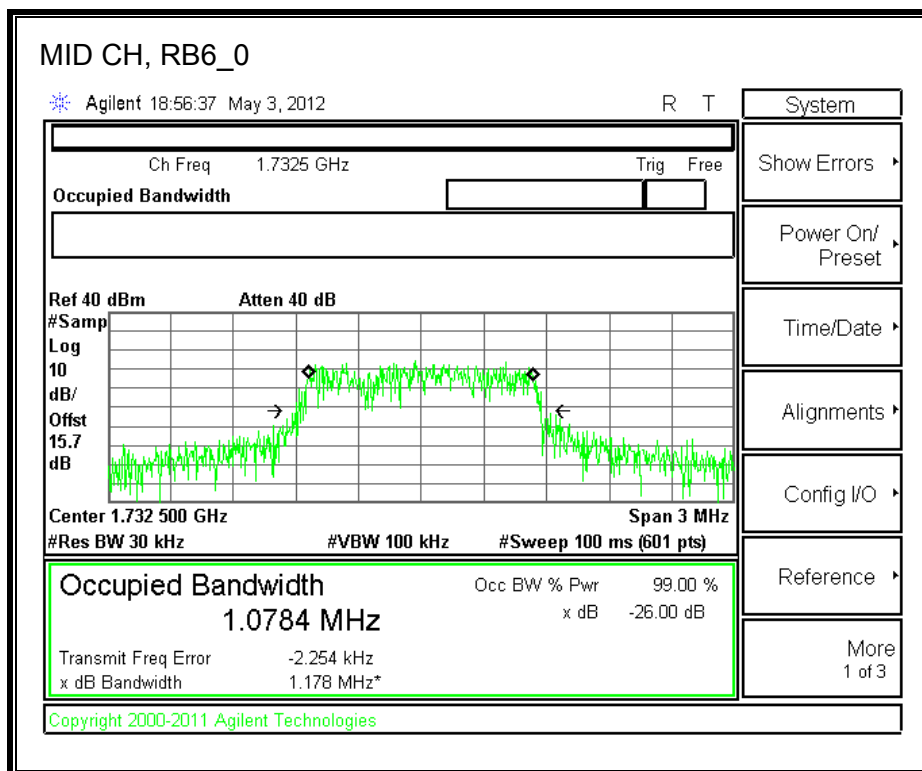 MID CH, RB6_0
Agilent 18:56:37 May 3, 2012 R T
System
Ch Freq 1.7325 GHz Trig Free
Show Errors
Occupied Bandwidth
Power On/
Preset
Ref 40 dBm Atten 40 dB
#Samp
Log
10
dB/
Offst
15.7
dB
Time/Date
Alignments
Config I/O
Center 1.732 500 GHz Span 3 MHz
#Res BW 30 kHz #VBW 100 kHz #Sweep 100 ms (601 pts)
Occupied Bandwidth Occ BW % Pwr 99.00 %
1.0784 MHz x dB -26.00 dB
Reference
Transmit Freq Error -2.254 kHz
x dB Bandwidth 1.178 MHz*
More
1 of 3
Copyright 2000-2011 Agilent Technologies